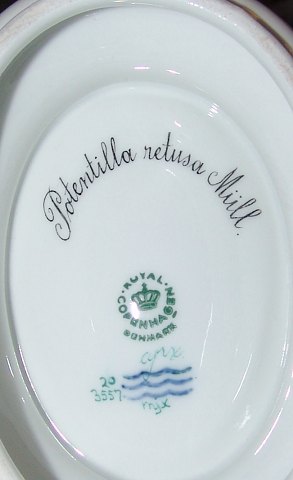 Potentilla retusa Müll.
ROYAL
COPENHAGEN
DENMARK
20
3557.